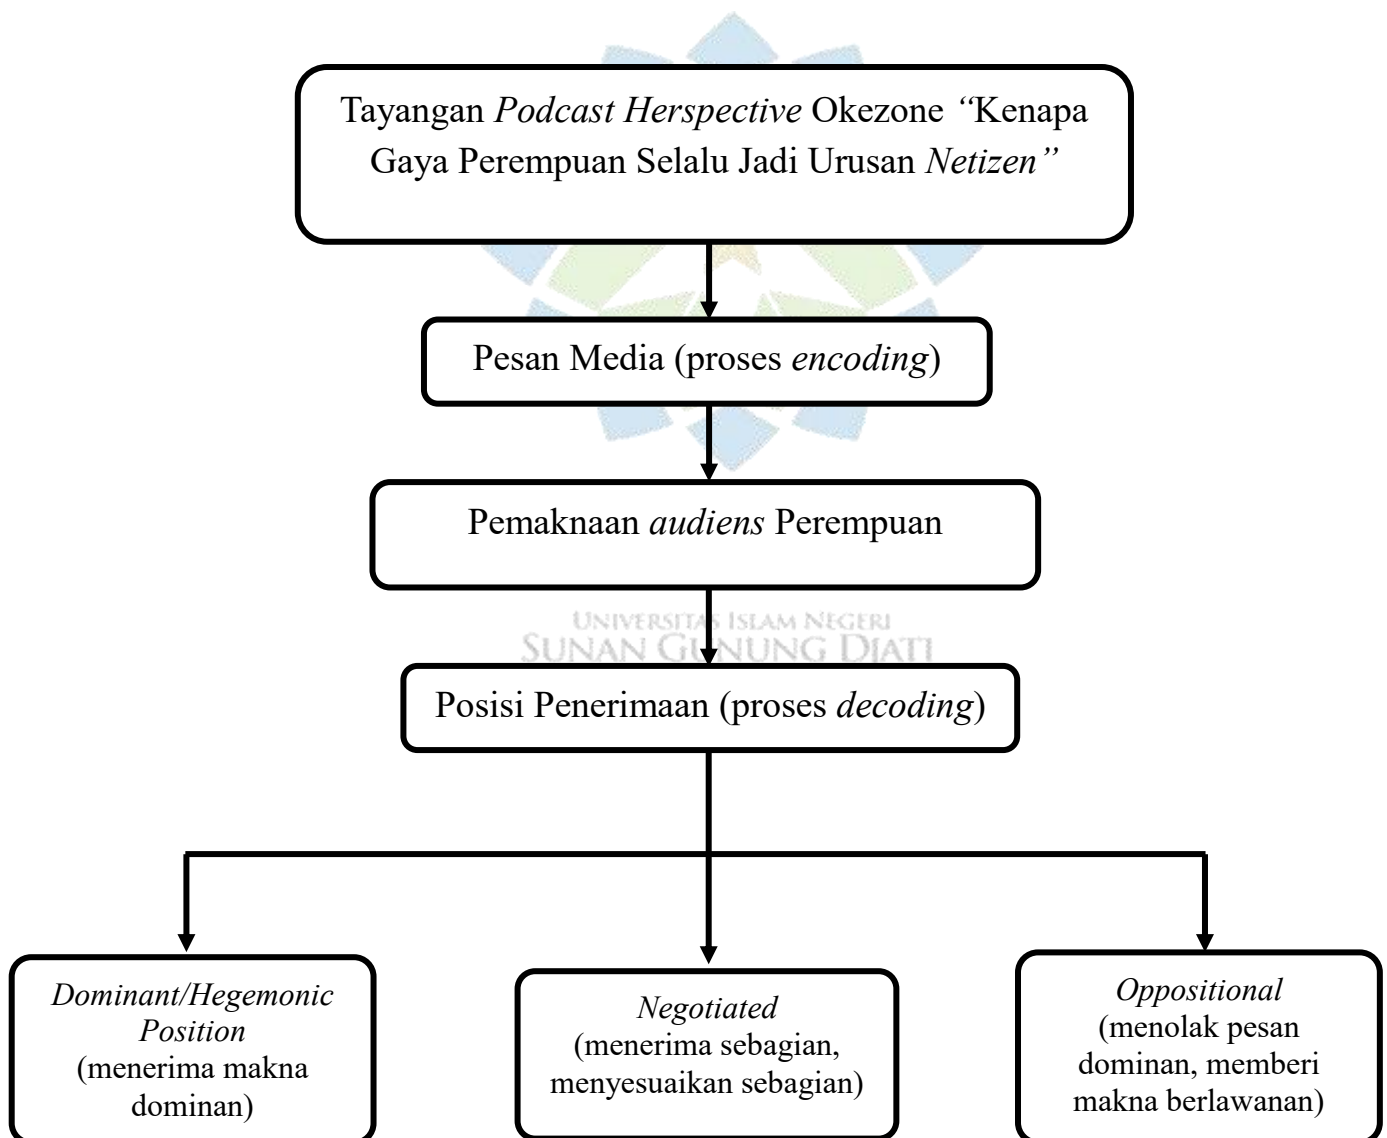 Tayangan Podcast Herspective Okezone “Kenapa
Gaya Perempuan Selalu Jadi Urusan Netizen”
Pesan Media (proses encoding)
Pemaknaan audiens Perempuan
UNIVERSITAS ISLAM NEGERI
SUNAN GUNUNG DJATI
Posisi Penerimaan (proses decoding)
Dominant/Hegemonic
Position
(menerima makna
dominan)
Negotiated
(menerima sebagian,
menyesuaikan sebagian)
Oppositional
(menolak pesan
dominan, memberi
makna berlawanan)